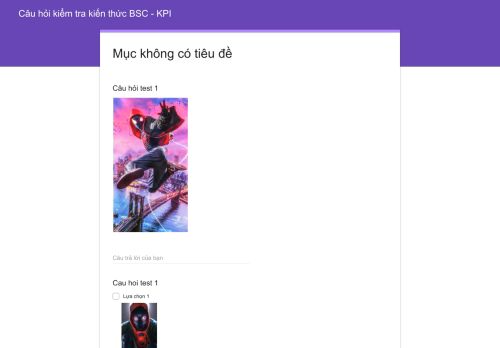 Câu hỏi kiểm tra kiến thức BSC - KPI
Mục không có tiêu đề
Câu hỏi test 1
Câu trả lời của bạn
Cau hoi test 1
Lựa chọn 1